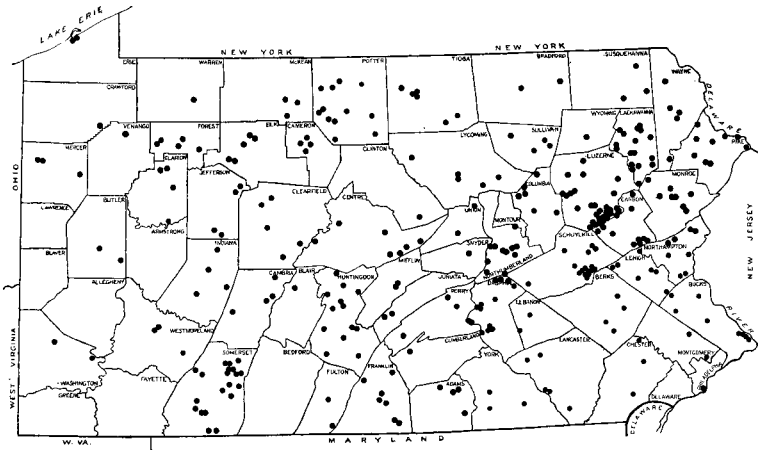 LAKE ERIE
NEW YORK
NEW YORK
ERIE
WARREN
McKEAN
POTTER
TIOGA
BRADFORD
SUSQUEHANNA
WAYNE
CRAWFORD
DELAWARE
WYOMING
LACKAWANNA
VENANGO
FOREST
ELK
CAMERON
LYCOMING
SULLIVAN
PIKE
MERCER
CLARION
CLINTON
LUZERNE
JEFFERSON
MONROE
OHIO
CLEARFIELD
CENTRE
COLUMBIA
CARBON
LAWRENCE
BUTLER
UNION
MONTOUR
ARMSTRONG
SCHUYLKILL
NEW JERSEY
INDIANA
SNYDER
NORTHAMPTON
BEAVER
MIFFLIN
LEHIGH
ALLEGHENY
CAMBRIA
BLAIR
HUNTINGDON
JUNIATA
NORTHUMBERLAND
DAUPHIN
BERKS
BUCKS
PERRY
LEBANON
RIVER
WEST VIRGINIA
WESTMORELAND
CUMBERLAND
LANCASTER
CHESTER
MONTGOMERY
SOMERSET
BEDFORD
YORK
FULTON
FRANKLIN
WASHINGTON
FAYETTE
ADAMS
PHILADELPHIA
GREENE
DELAWARE
DELAWARE
W. VA.
MARYLAND